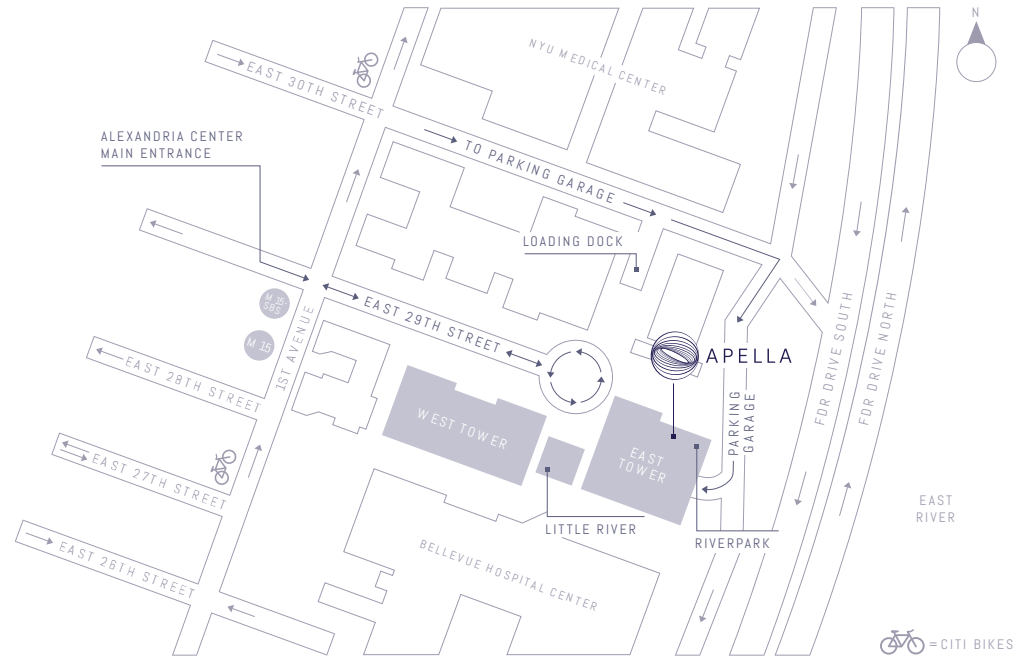 N
NYU MEDICAL CENTER
EAST 30TH STREET
ALEXANDRIA CENTER
MAIN ENTRANCE
TO PARKING GARAGE
LOADING DOCK
M 15-
SBS
M 15
EAST 29TH STREET
1ST AVENUE
APELLA
FDR DRIVE SOUTH
FDR DRIVE NORTH
EAST 28TH STREET
WEST TOWER
EAST
TOWER
PARKING
GARAGE
EAST 27TH STREET
LITTLE RIVER
RIVERPARK
EAST
RIVER
EAST 26TH STREET
BELLEVUE HOSPITAL CENTER
=CITI BIKES